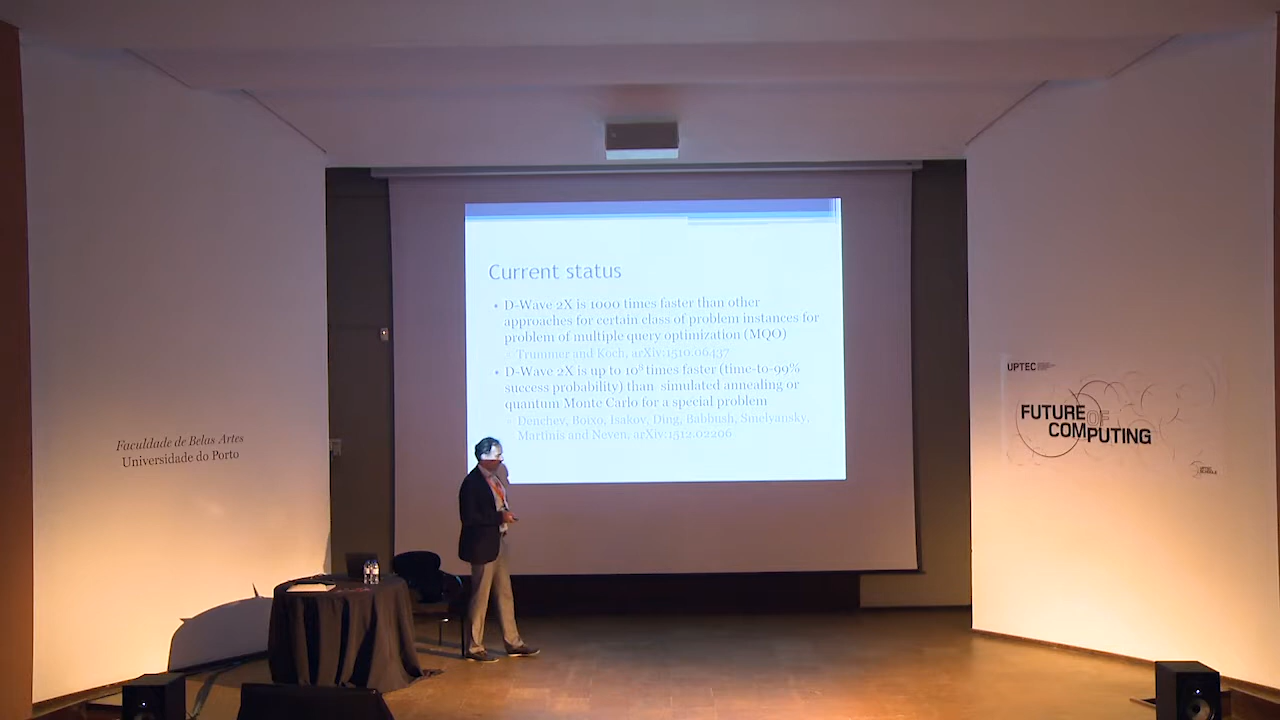 Current status
• D-Wave 2X is 1000 times faster than other
approaches for certain class of problem instances for
problem of multiple query optimization (MQO)
Trummer and Koch, arXiv:1510.06437
• D-Wave 2X is up to 10⁸ times faster (time-to-99%
success probability) than simulated annealing or
quantum Monte Carlo for a special problem
Denchev, Boixo, Isakov, Ding, Babbush, Smelyansky,
Martinis and Neven, arXiv:1512.02206
Faculdade de Belas Artes
Universidade do Porto
UPTEC
FUTURE OF
COMPUTING